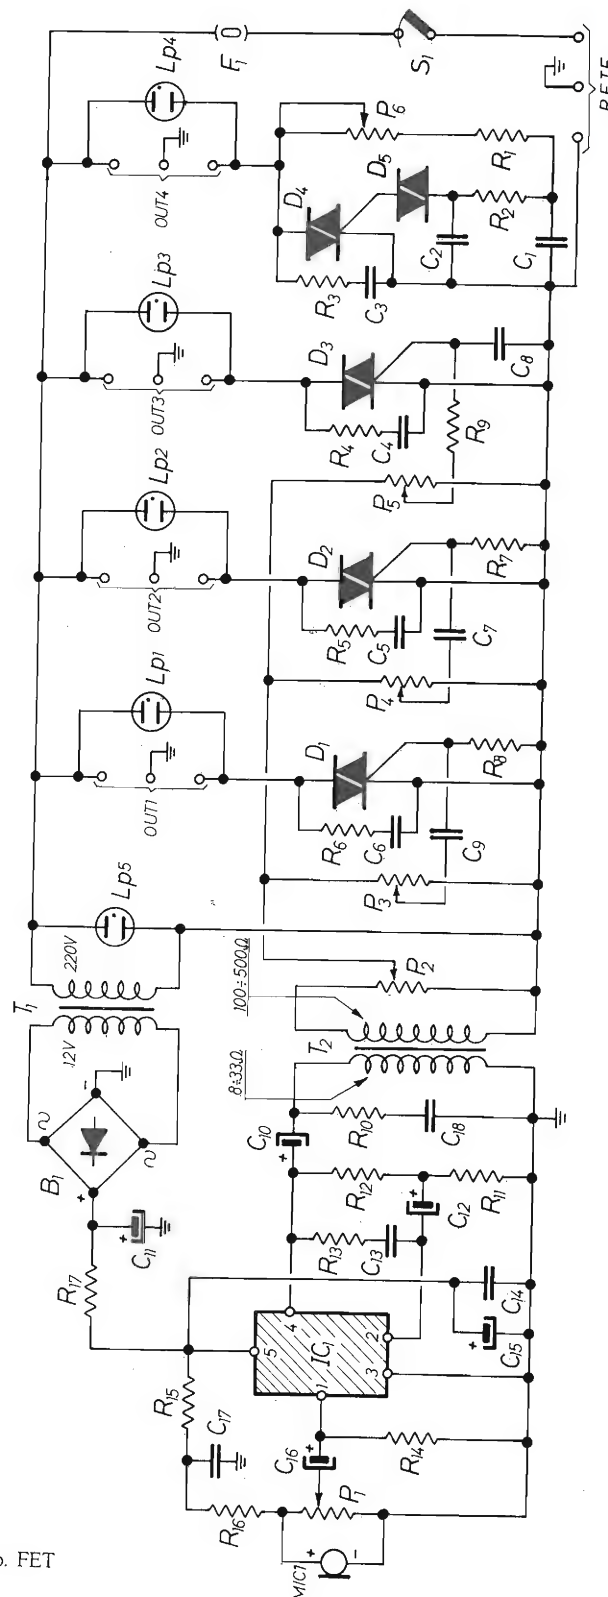 T1
12V
220V
Lp5
B1
+
-
~
~
C11
+
R17
Lp1
OUT1
Lp2
OUT2
Lp3
OUT3
Lp4
OUT4
F1
S1
RETE
R15
C17
R16
MIC1
+
-
P1
C16
+
R14
IC1
1
2
3
4
5
C15
+
C14
R13
C13
R12
C12
+
R11
C10
+
R10
C18
T2
8÷33Ω
100÷500Ω
P2
P3
C9
R8
R6
C6
D1
P4
C7
R7
R5
C5
D2
P5
R9
C8
R4
C4
D3
R3
C3
D4
D5
C2
R2
C1
R1
P6
o. FET